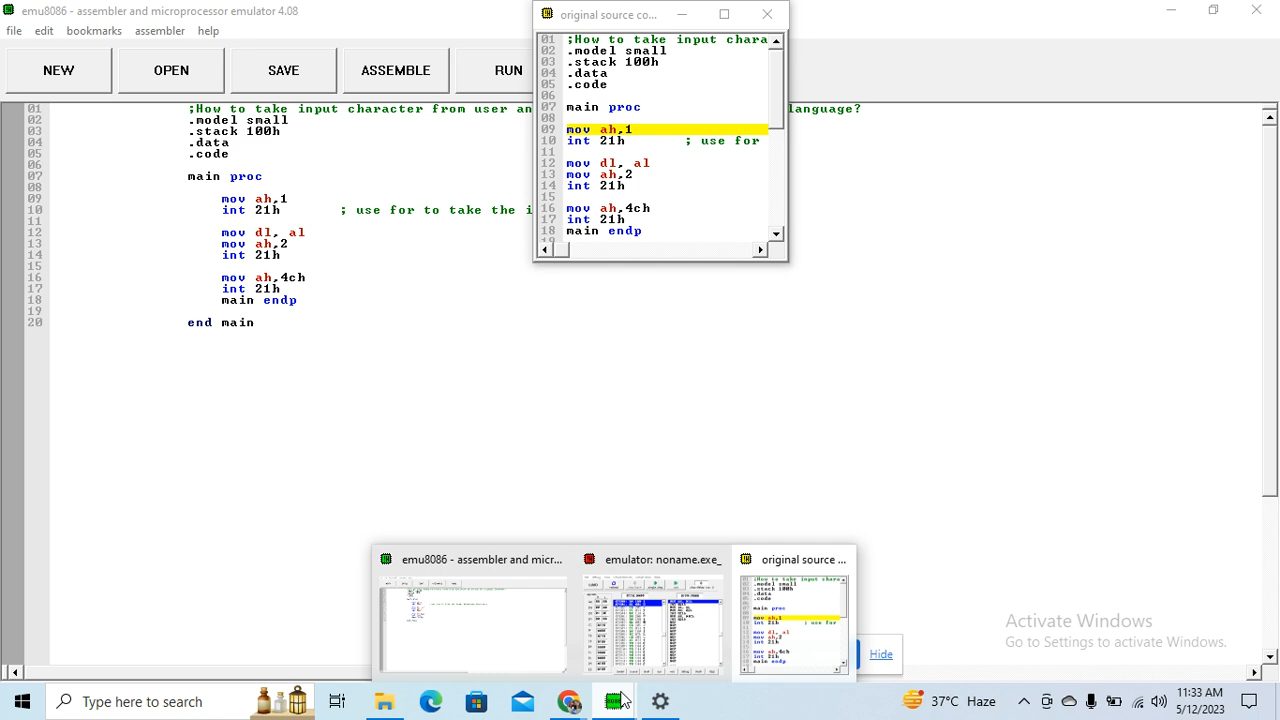 emu8086 - assembler and microprocessor emulator 4.08
file edit bookmarks assembler help
NEW OPEN SAVE ASSEMBLE RUN
01 ;How to take input character from user an
language?
02 .model small
03 .stack 100h
04 .data
05 .code
06
07 main proc
08
09 mov ah,1
10 int 21h ; use for to take the i
11
12 mov dl, al
13 mov ah,2
14 int 21h
15
16 mov ah,4ch
17 int 21h
18 main endp
19
20 end main
original source co...
01 ;How to take input chara
02 .model small
03 .stack 100h
04 .data
05 .code
06
07 main proc
08
09 mov ah,1
10 int 21h ; use for
11
12 mov dl, al
13 mov ah,2
14 int 21h
15
16 mov ah,4ch
17 int 21h
18 main endp
19
emu8086 - assembler and micr...
emulator: noname.exe_
original source ...
Hide
Activate Windows
Go to Settings to activate Windows.
Type here to search
37°C Haze
11:33 AM
5/12/2023